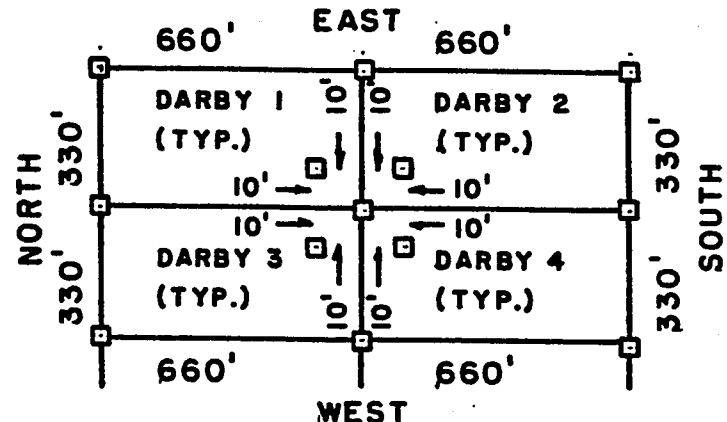 EAST
660' 660'
DARBY 1
(TYP.)
10' 10'
DARBY 2
(TYP.)
330' 330'
10' 10'
NORTH
SOUTH
10' 10'
DARBY 3
(TYP.)
10' 10'
DARBY 4
(TYP.)
330' 330'
660' 660'
WEST